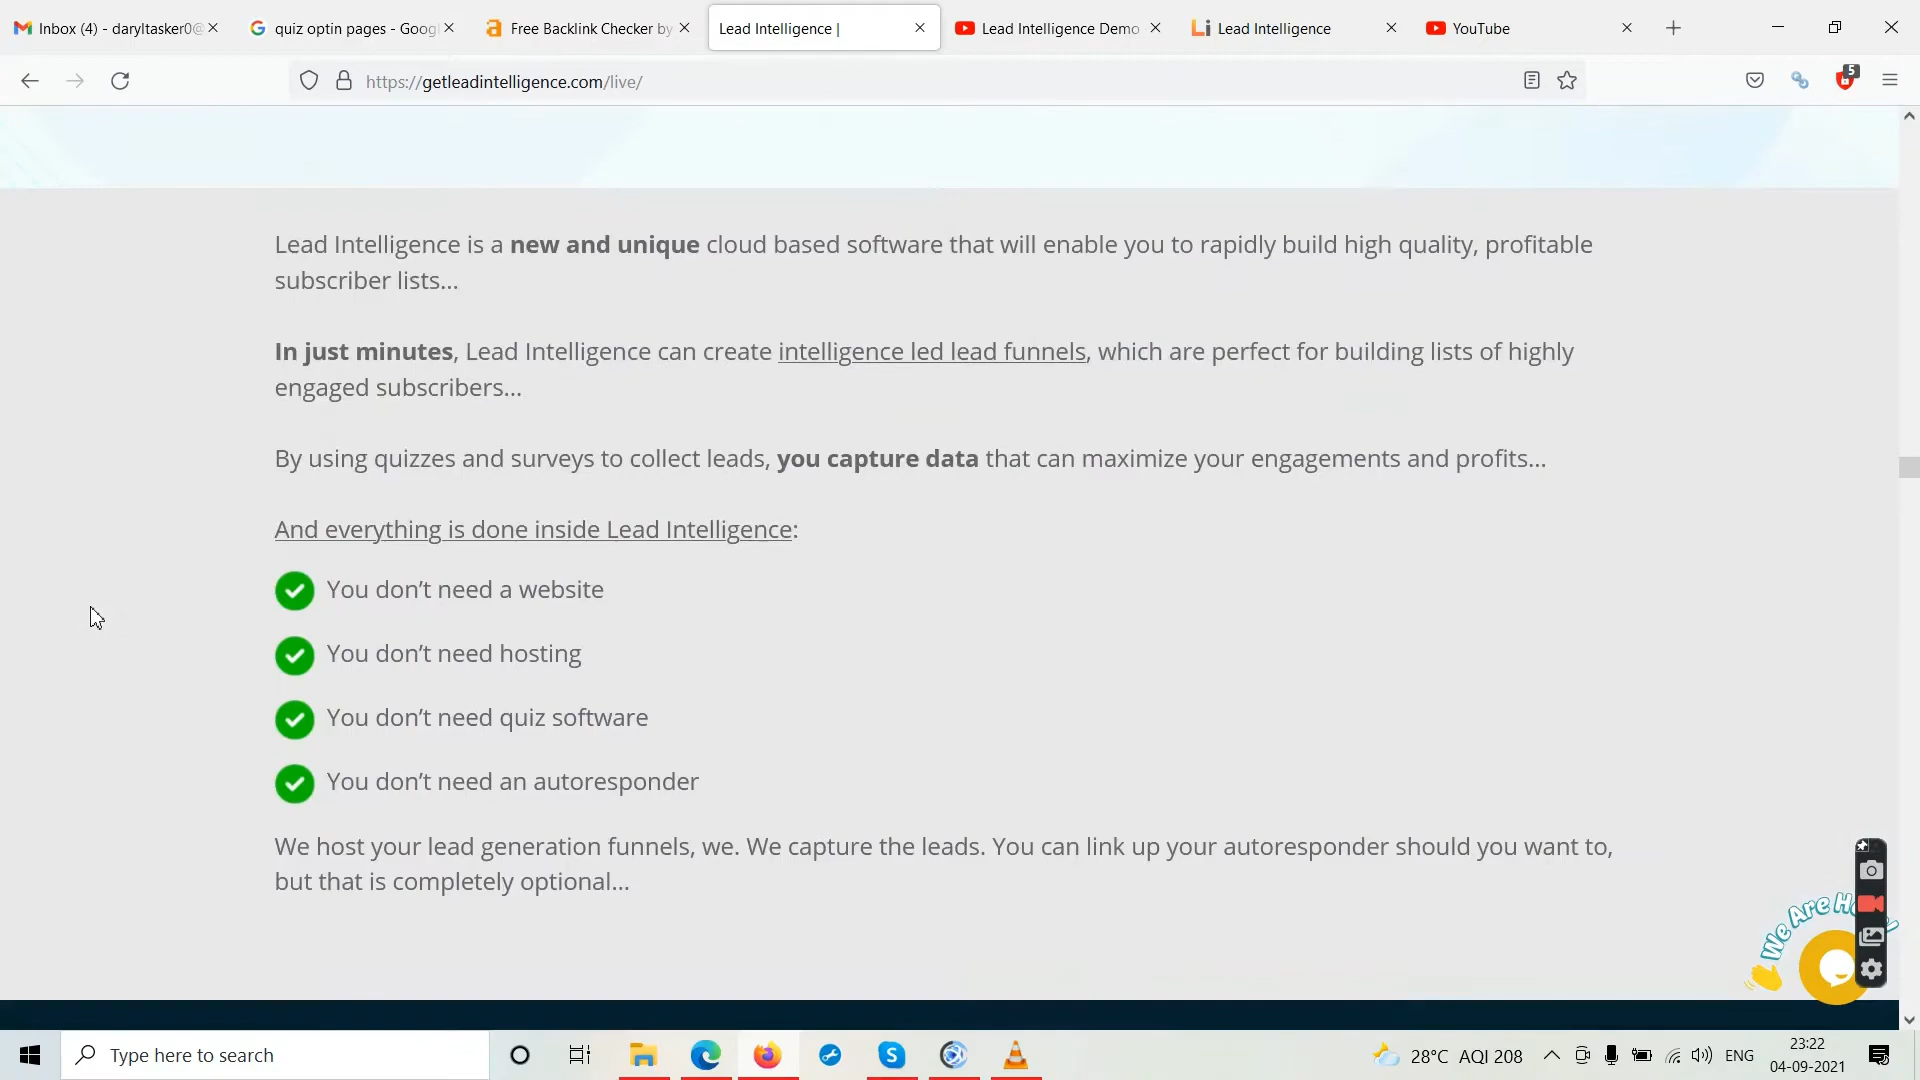 Inbox (4) - daryltasker0@
quiz optin pages - Goog
Free Backlink Checker by
Lead Intelligence |
Lead Intelligence Demo
Lead Intelligence
YouTube
https://getleadintelligence.com/live/
5
Lead Intelligence is a new and unique cloud based software that will enable you to rapidly build high quality, profitable
subscriber lists...
In just minutes, Lead Intelligence can create intelligence led lead funnels, which are perfect for building lists of highly
engaged subscribers...
By using quizzes and surveys to collect leads, you capture data that can maximize your engagements and profits...
And everything is done inside Lead Intelligence:
You don’t need a website
You don’t need hosting
You don’t need quiz software
You don’t need an autoresponder
We host your lead generation funnels, we. We capture the leads. You can link up your autoresponder should you want to,
but that is completely optional...
We Are H
Type here to search
28°C AQI 208
ENG
23:22
04-09-2021